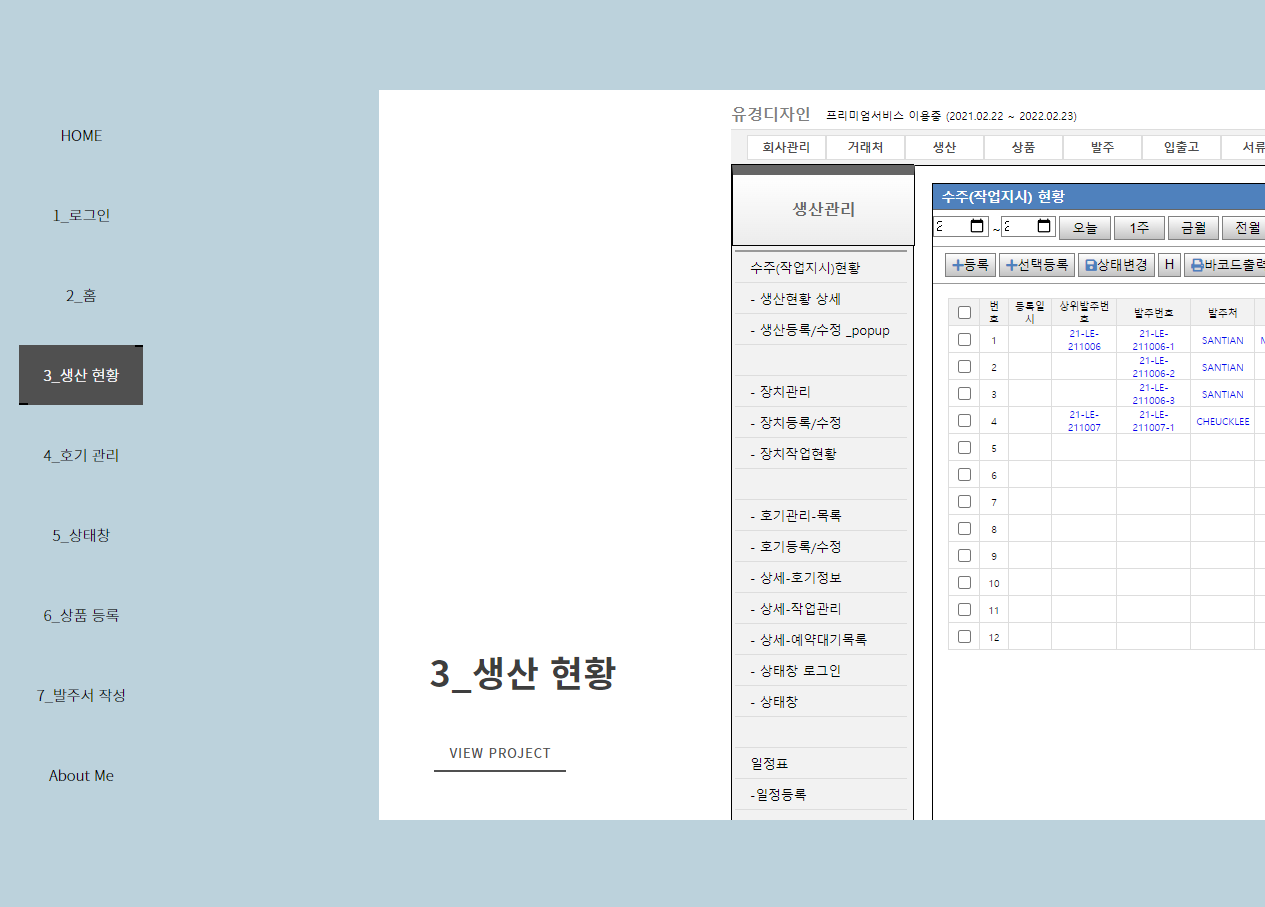 HOME
1_로그인
2_홈
3_생산 현황
4_호기 관리
5_상태창
6_상품 등록
7_발주서 작성
About Me
3_생산 현황
VIEW PROJECT
유경디자인 프리미엄서비스 이용중 (2021.02.22 ~ 2022.02.23)
회사관리 거래처 생산 상품 발주 입출고 서류
생산관리
수주(작업지시)현황
- 생산현황 상세
- 생산등록/수정 _popup
- 장치관리
- 장치등록/수정
- 장치작업현황
- 호기관리-목록
- 호기등록/수정
- 상세-호기정보
- 상세-작업관리
- 상세-예약대기목록
- 상태창 로그인
- 상태창
일정표
-일정등록
수주(작업지시) 현황
2 ~ 2 오늘 1주 금월 전월
등록 선택등록 상태변경 H 바코드출력
번호 등록일시 상위발주번호 발주번호 발주처
1 21-LE-211006 21-LE-211006-1 SANTIAN
2 21-LE-211006-2 SANTIAN
3 21-LE-211006-3 SANTIAN
4 21-LE-211007 21-LE-211007-1 CHEUCKLEE
5
6
7
8
9
10
11
12